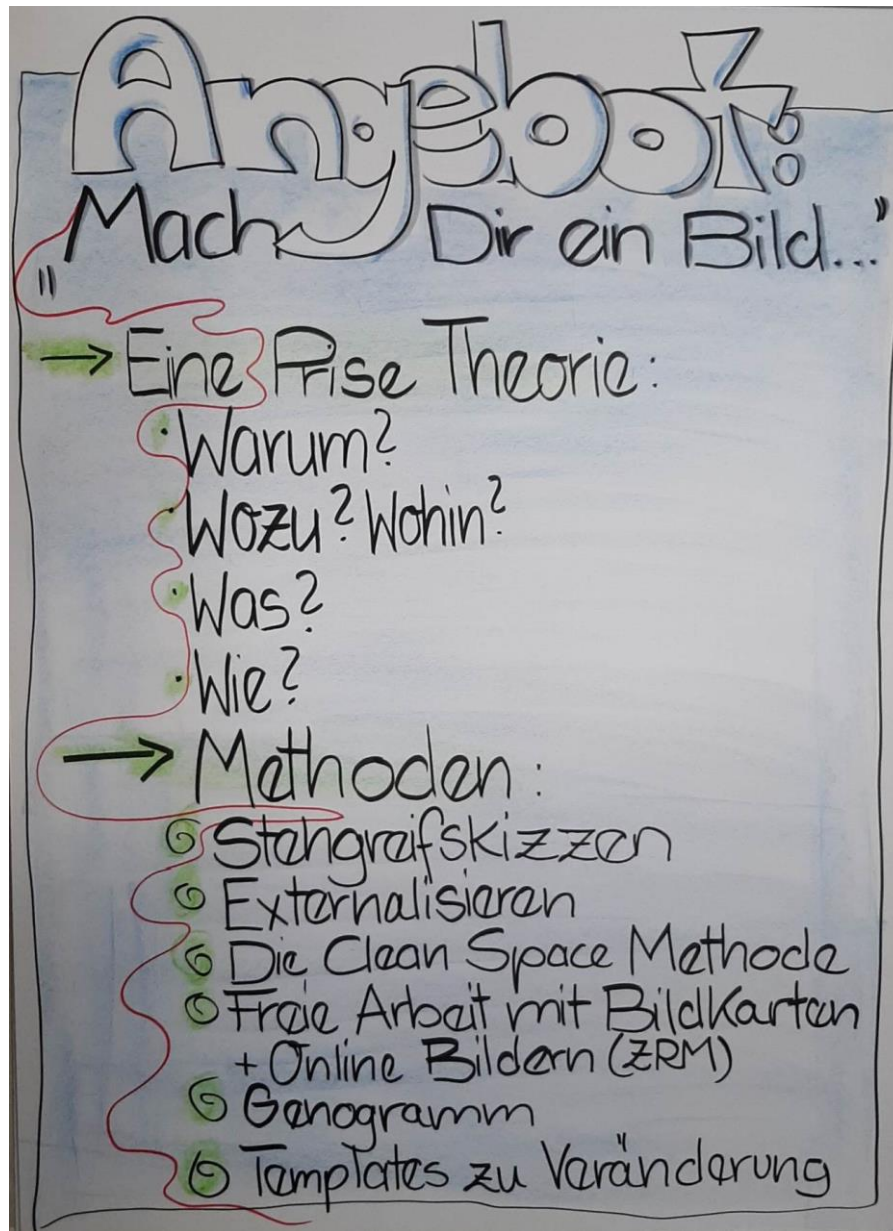 Angebot:
„Mach Dir ein Bild..."
→ Eine Prise Theorie:
· Warum?
· Wozu? Wohin?
· Was?
· Wie?
→ Methoden:
Stehgreifskizzen
Externalisieren
Die Clean Space Methode
Freie Arbeit mit Bildkarten
+ Online Bildern (ZRM)
Genogramm
Templates zu Veränderung